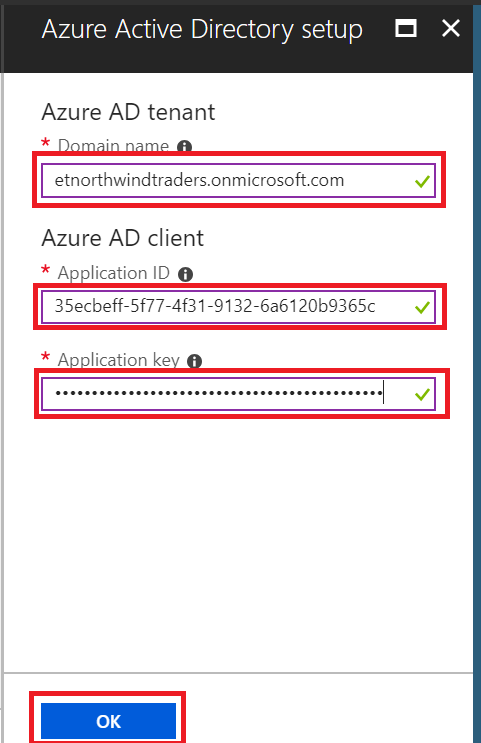 Azure Active Directory setup
Azure AD tenant
* Domain name
etnorthwindtraders.onmicrosoft.com
Azure AD client
* Application ID
35ecbeff-5f77-4f31-9132-6a6120b9365c
* Application key
•••••••••••••••••••••••••••••••••••••••••••
OK